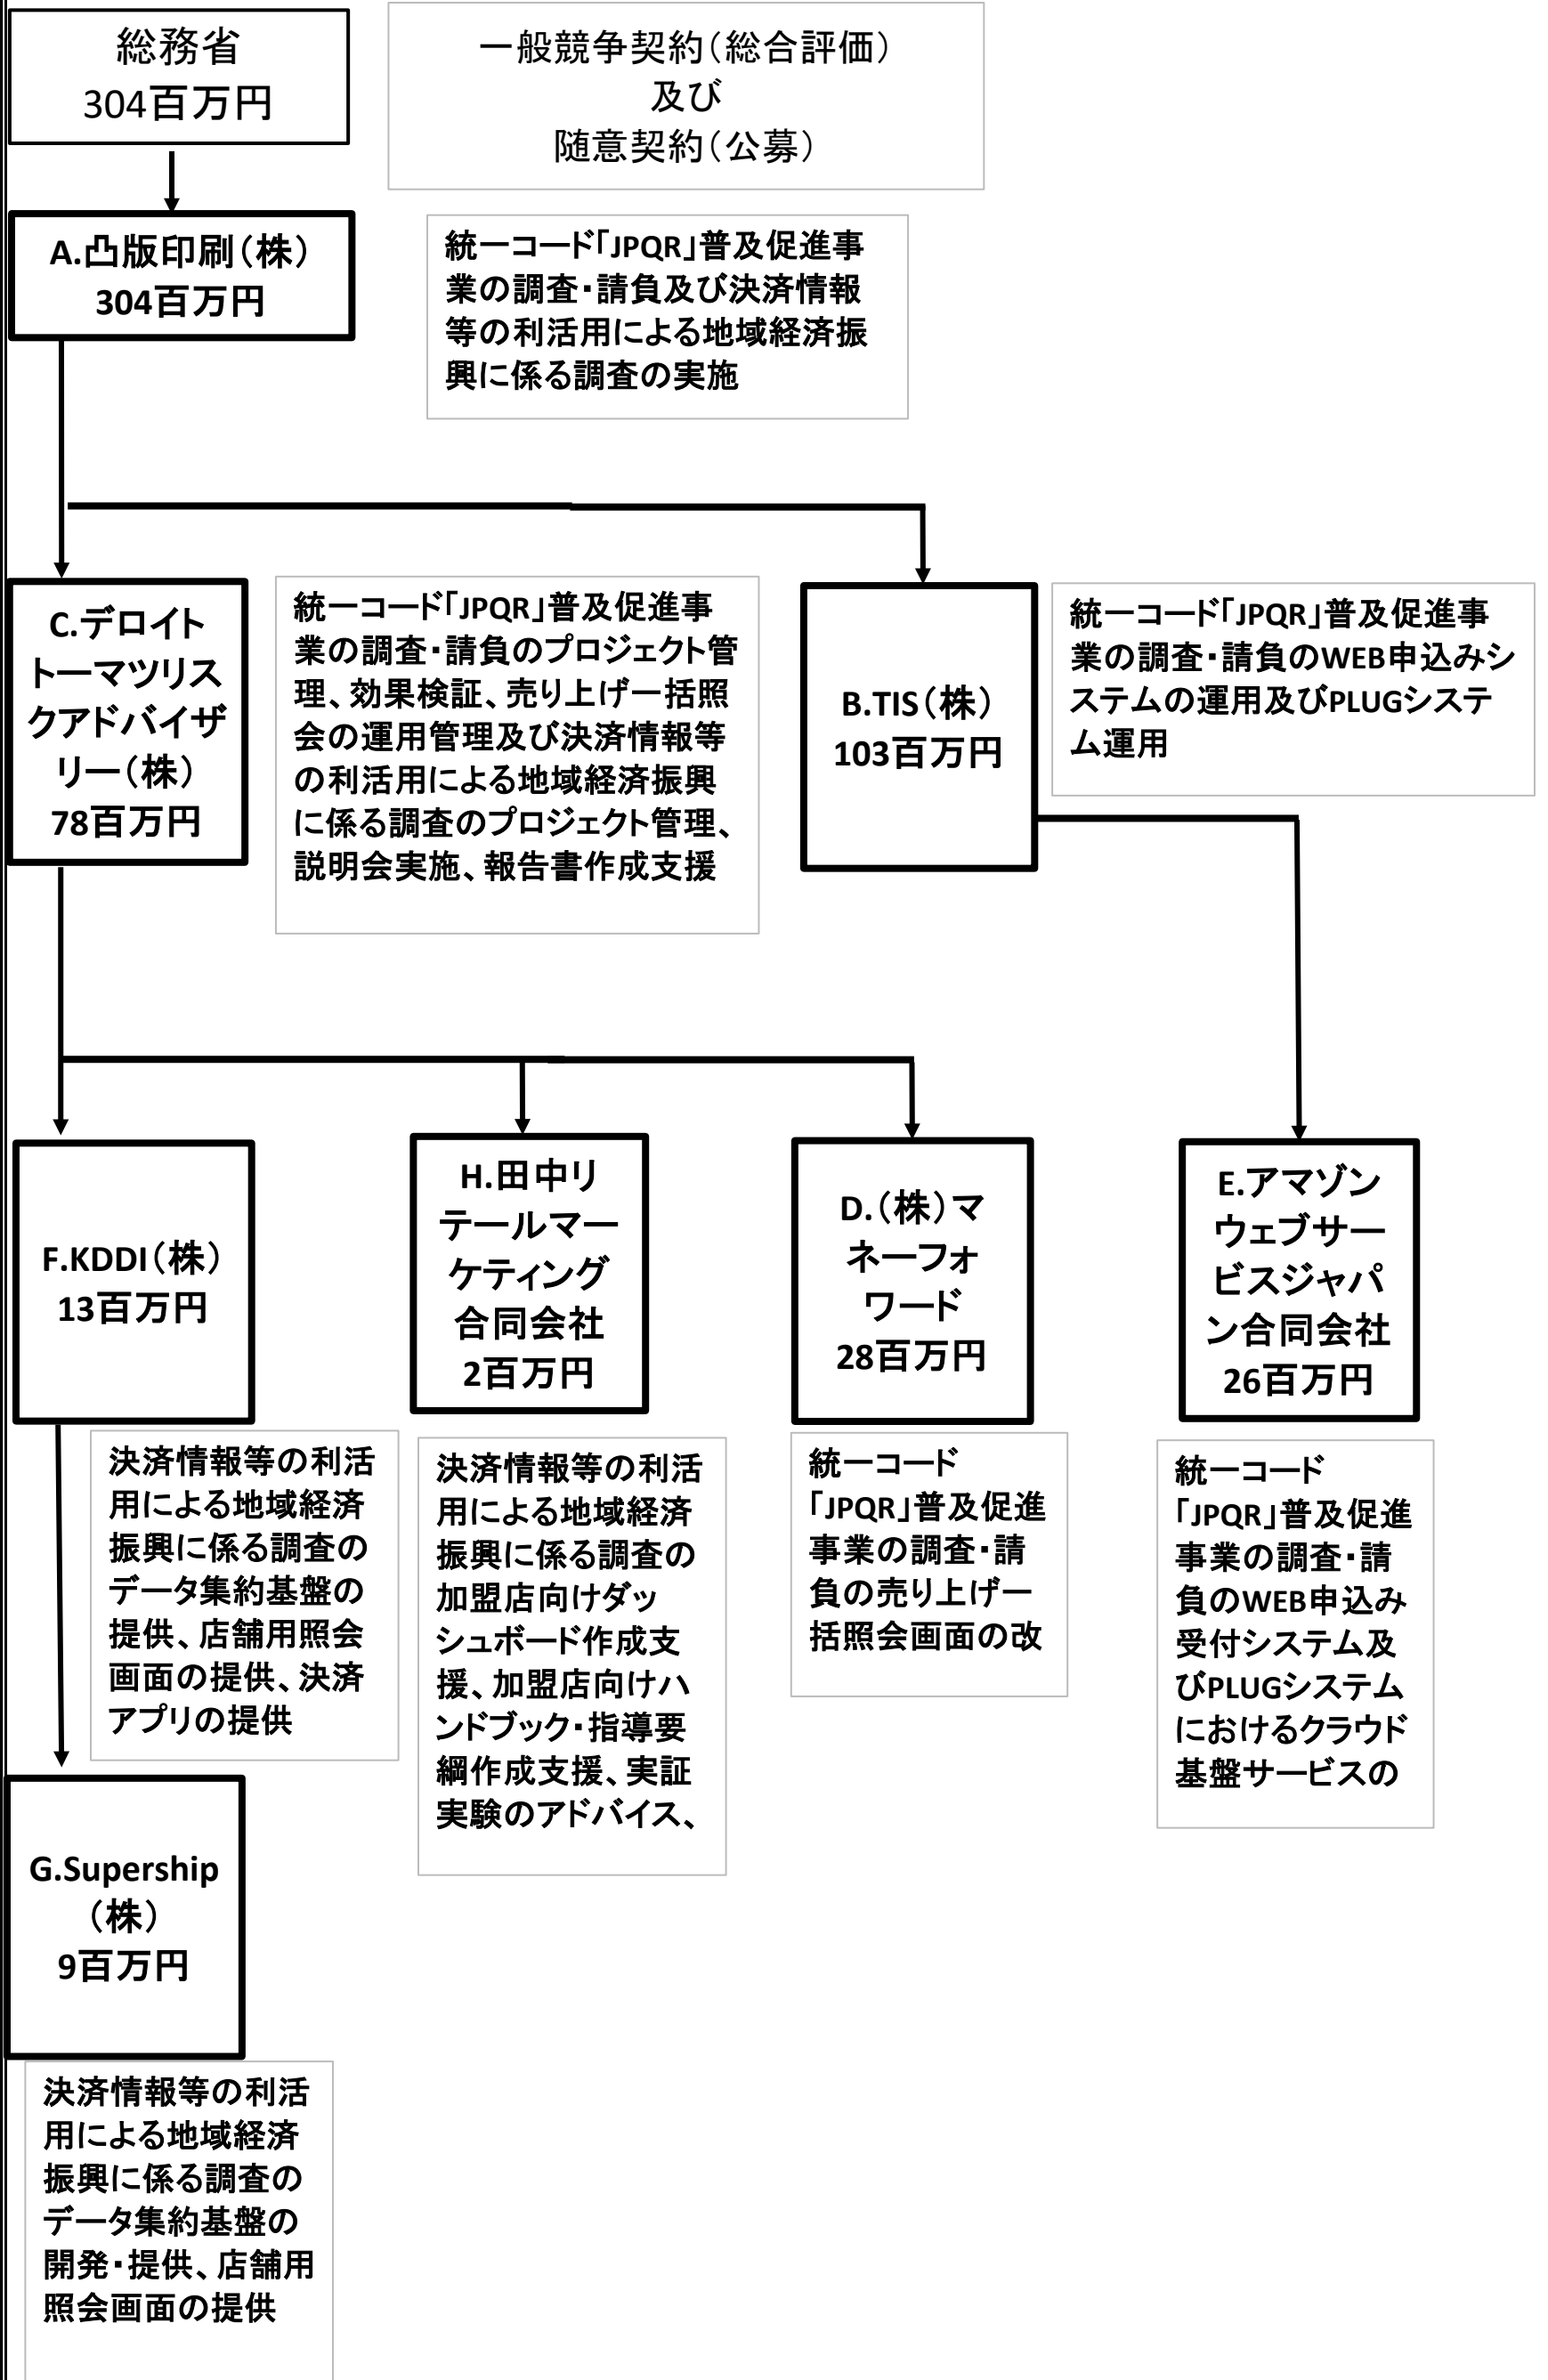 総務省
304百万円
一般競争契約（総合評価）
及び
随意契約（公募）
A.凸版印刷（株）
304百万円
統一コード「JPQR」普及促進事
業の調査・請負及び決済情報
等の利活用による地域経済振
興に係る調査の実施
C.デロイト
トーマツリス
クアドバイザ
リー（株）
78百万円
統一コード「JPQR」普及促進事
業の調査・請負のプロジェクト管
理、効果検証、売り上げ一括照
会の運用管理及び決済情報等
の利活用による地域経済振興
に係る調査のプロジェクト管理、
説明会実施、報告書作成支援
B.TIS（株）
103百万円
統一コード「JPQR」普及促進事
業の調査・請負のWEB申込みシ
ステムの運用及びPLUGシステ
ム運用
F.KDDI（株）
13百万円
決済情報等の利活
用による地域経済
振興に係る調査の
データ集約基盤の
提供、店舗用照会
画面の提供、決済
アプリの提供
H.田中リ
テールマー
ケティング
合同会社
2百万円
決済情報等の利活
用による地域経済
振興に係る調査の
加盟店向けダッ
シュボード作成支
援、加盟店向けハ
ンドブック・指導要
綱作成支援、実証
実験のアドバイス、
D.（株）マ
ネーフォ
ワード
28百万円
統一コード
「JPQR」普及促進
事業の調査・請
負の売り上げ一
括照会画面の改
E.アマゾン
ウェブサー
ビスジャパ
ン合同会社
26百万円
統一コード
「JPQR」普及促進
事業の調査・請
負のWEB申込み
受付システム及
びPLUGシステム
におけるクラウド
基盤サービスの
G.Supership
（株）
9百万円
決済情報等の利活
用による地域経済
振興に係る調査の
データ集約基盤の
開発・提供、店舗用
照会画面の提供